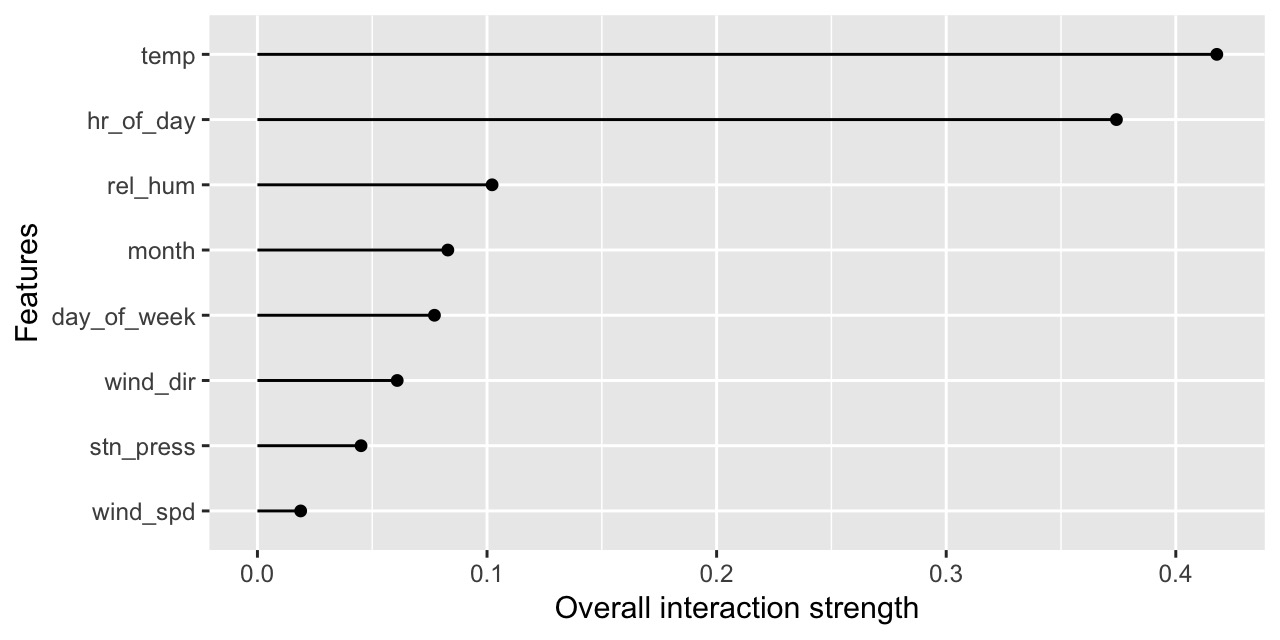 temp
hr_of_day
rel_hum
month
day_of_week
wind_dir
stn_press
wind_spd
Features
0.0 0.1 0.2 0.3 0.4
Overall interaction strength